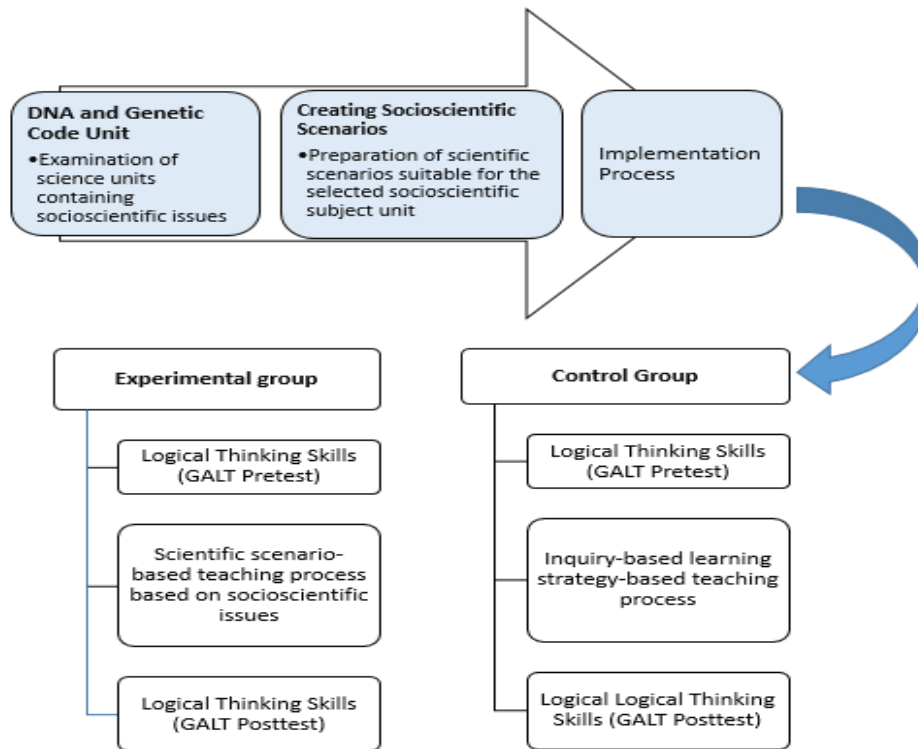 DNA and Genetic
Code Unit
•Examination of
science units
containing
socioscientific issues
Creating Socioscientific
Scenarios
•Preparation of scientific
scenarios suitable for the
selected socioscientific
subject unit
Implementation
Process
Experimental group
Logical Thinking Skills
(GALT Pretest)
Scientific scenario-
based teaching process
based on socioscientific
issues
Logical Thinking Skills
(GALT Posttest)
Control Group
Logical Thinking Skills
(GALT Pretest)
Inquiry-based learning
strategy-based teaching
process
Logical Logical Thinking
Skills (GALT Posttest)